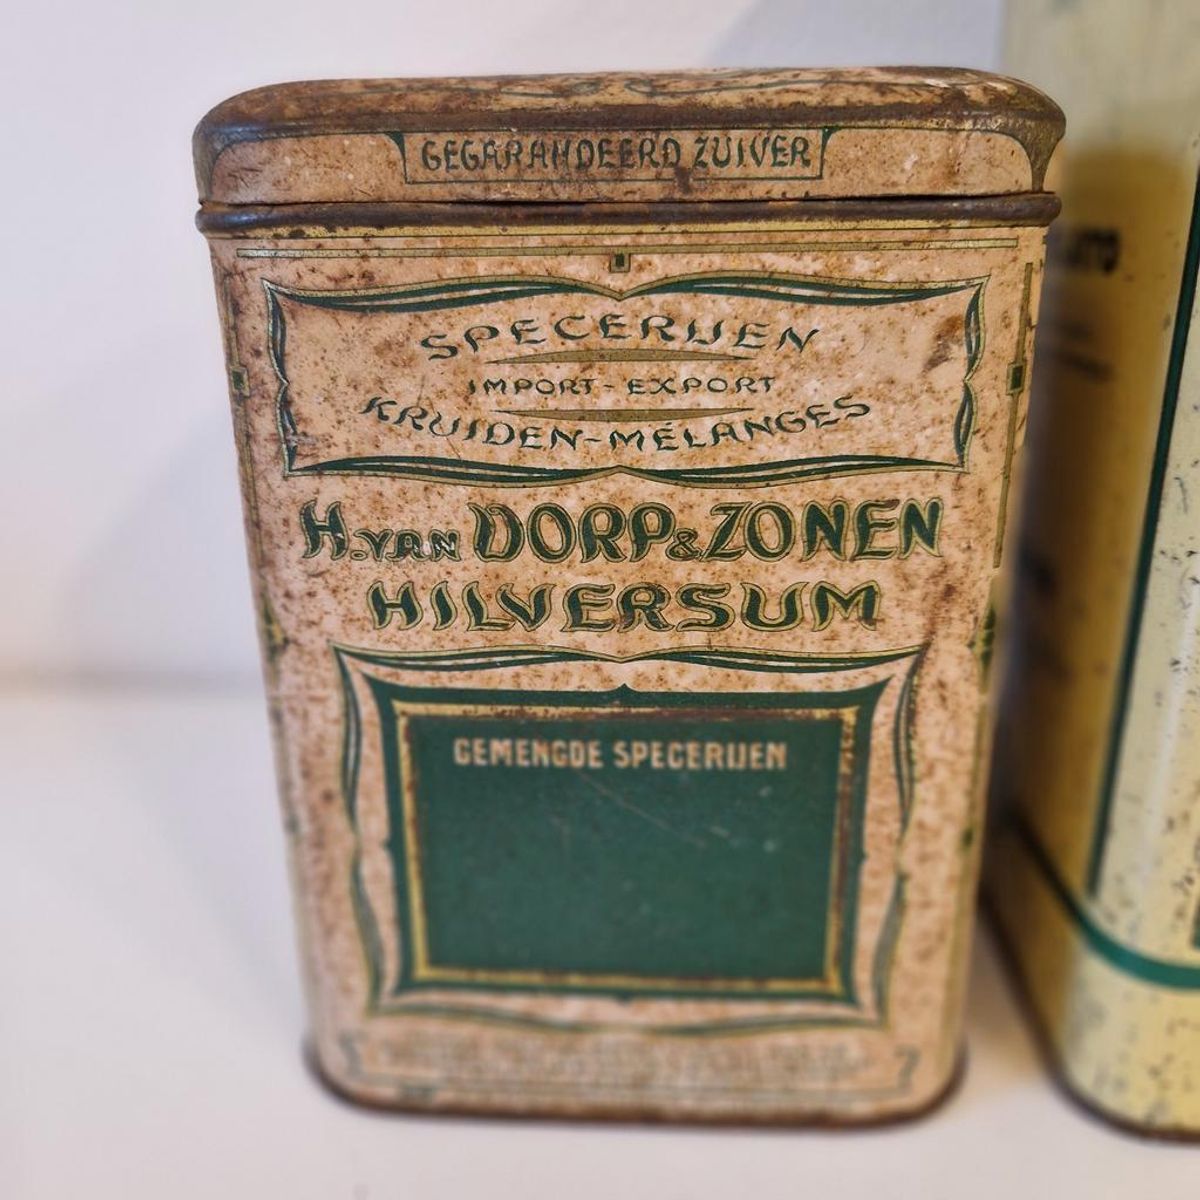 GEGARANDEERD ZUIVER
SPECERIJEN
IMPORT-EXPORT
KRUIDEN-MÉLANGES
H. VAN DORP & ZONEN
HILVERSUM
GEMENGDE SPECERIJEN